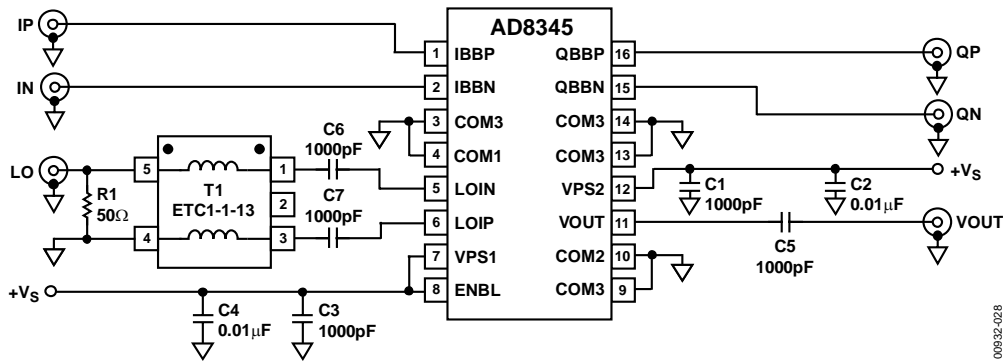 AD8345
IP
IN
LO
R1
50Ω
5
4
T1
ETC1-1-13
1
2
3
C6
1000pF
C7
1000pF
+VS
C4
0.01µF
C3
1000pF
1 IBBP
2 IBBN
3 COM3
4 COM1
5 LOIN
6 LOIP
7 VPS1
8 ENBL
QBBP 16
QBBN 15
COM3 14
COM3 13
VPS2 12
VOUT 11
COM2 10
COM3 9
QP
QN
+VS
C1
1000pF
C2
0.01µF
VOUT
C5
1000pF
00932-028